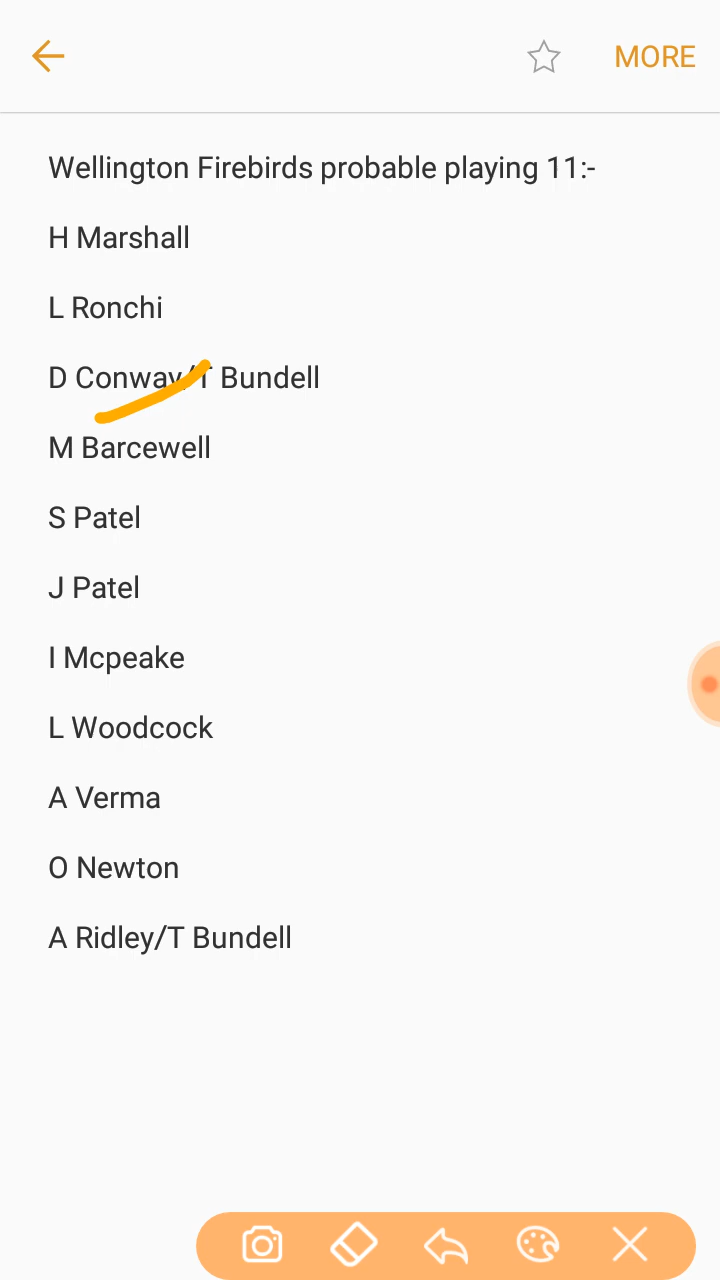 MORE
Wellington Firebirds probable playing 11:-
H Marshall
L Ronchi
D Conway/T Bundell
M Barcewell
S Patel
J Patel
I Mcpeake
L Woodcock
A Verma
O Newton
A Ridley/T Bundell